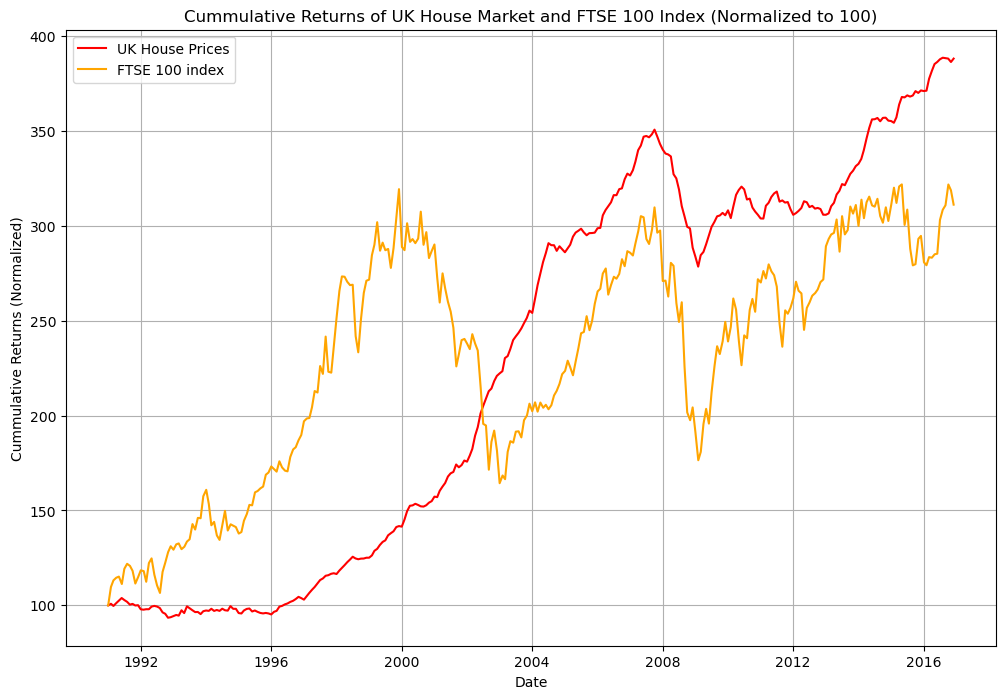 Cummulative Returns of UK House Market and FTSE 100 Index (Normalized to 100)
UK House Prices
FTSE 100 index
Cummulative Returns (Normalized)
400
350
300
250
200
150
100
1992 1996 2000 2004 2008 2012 2016
Date